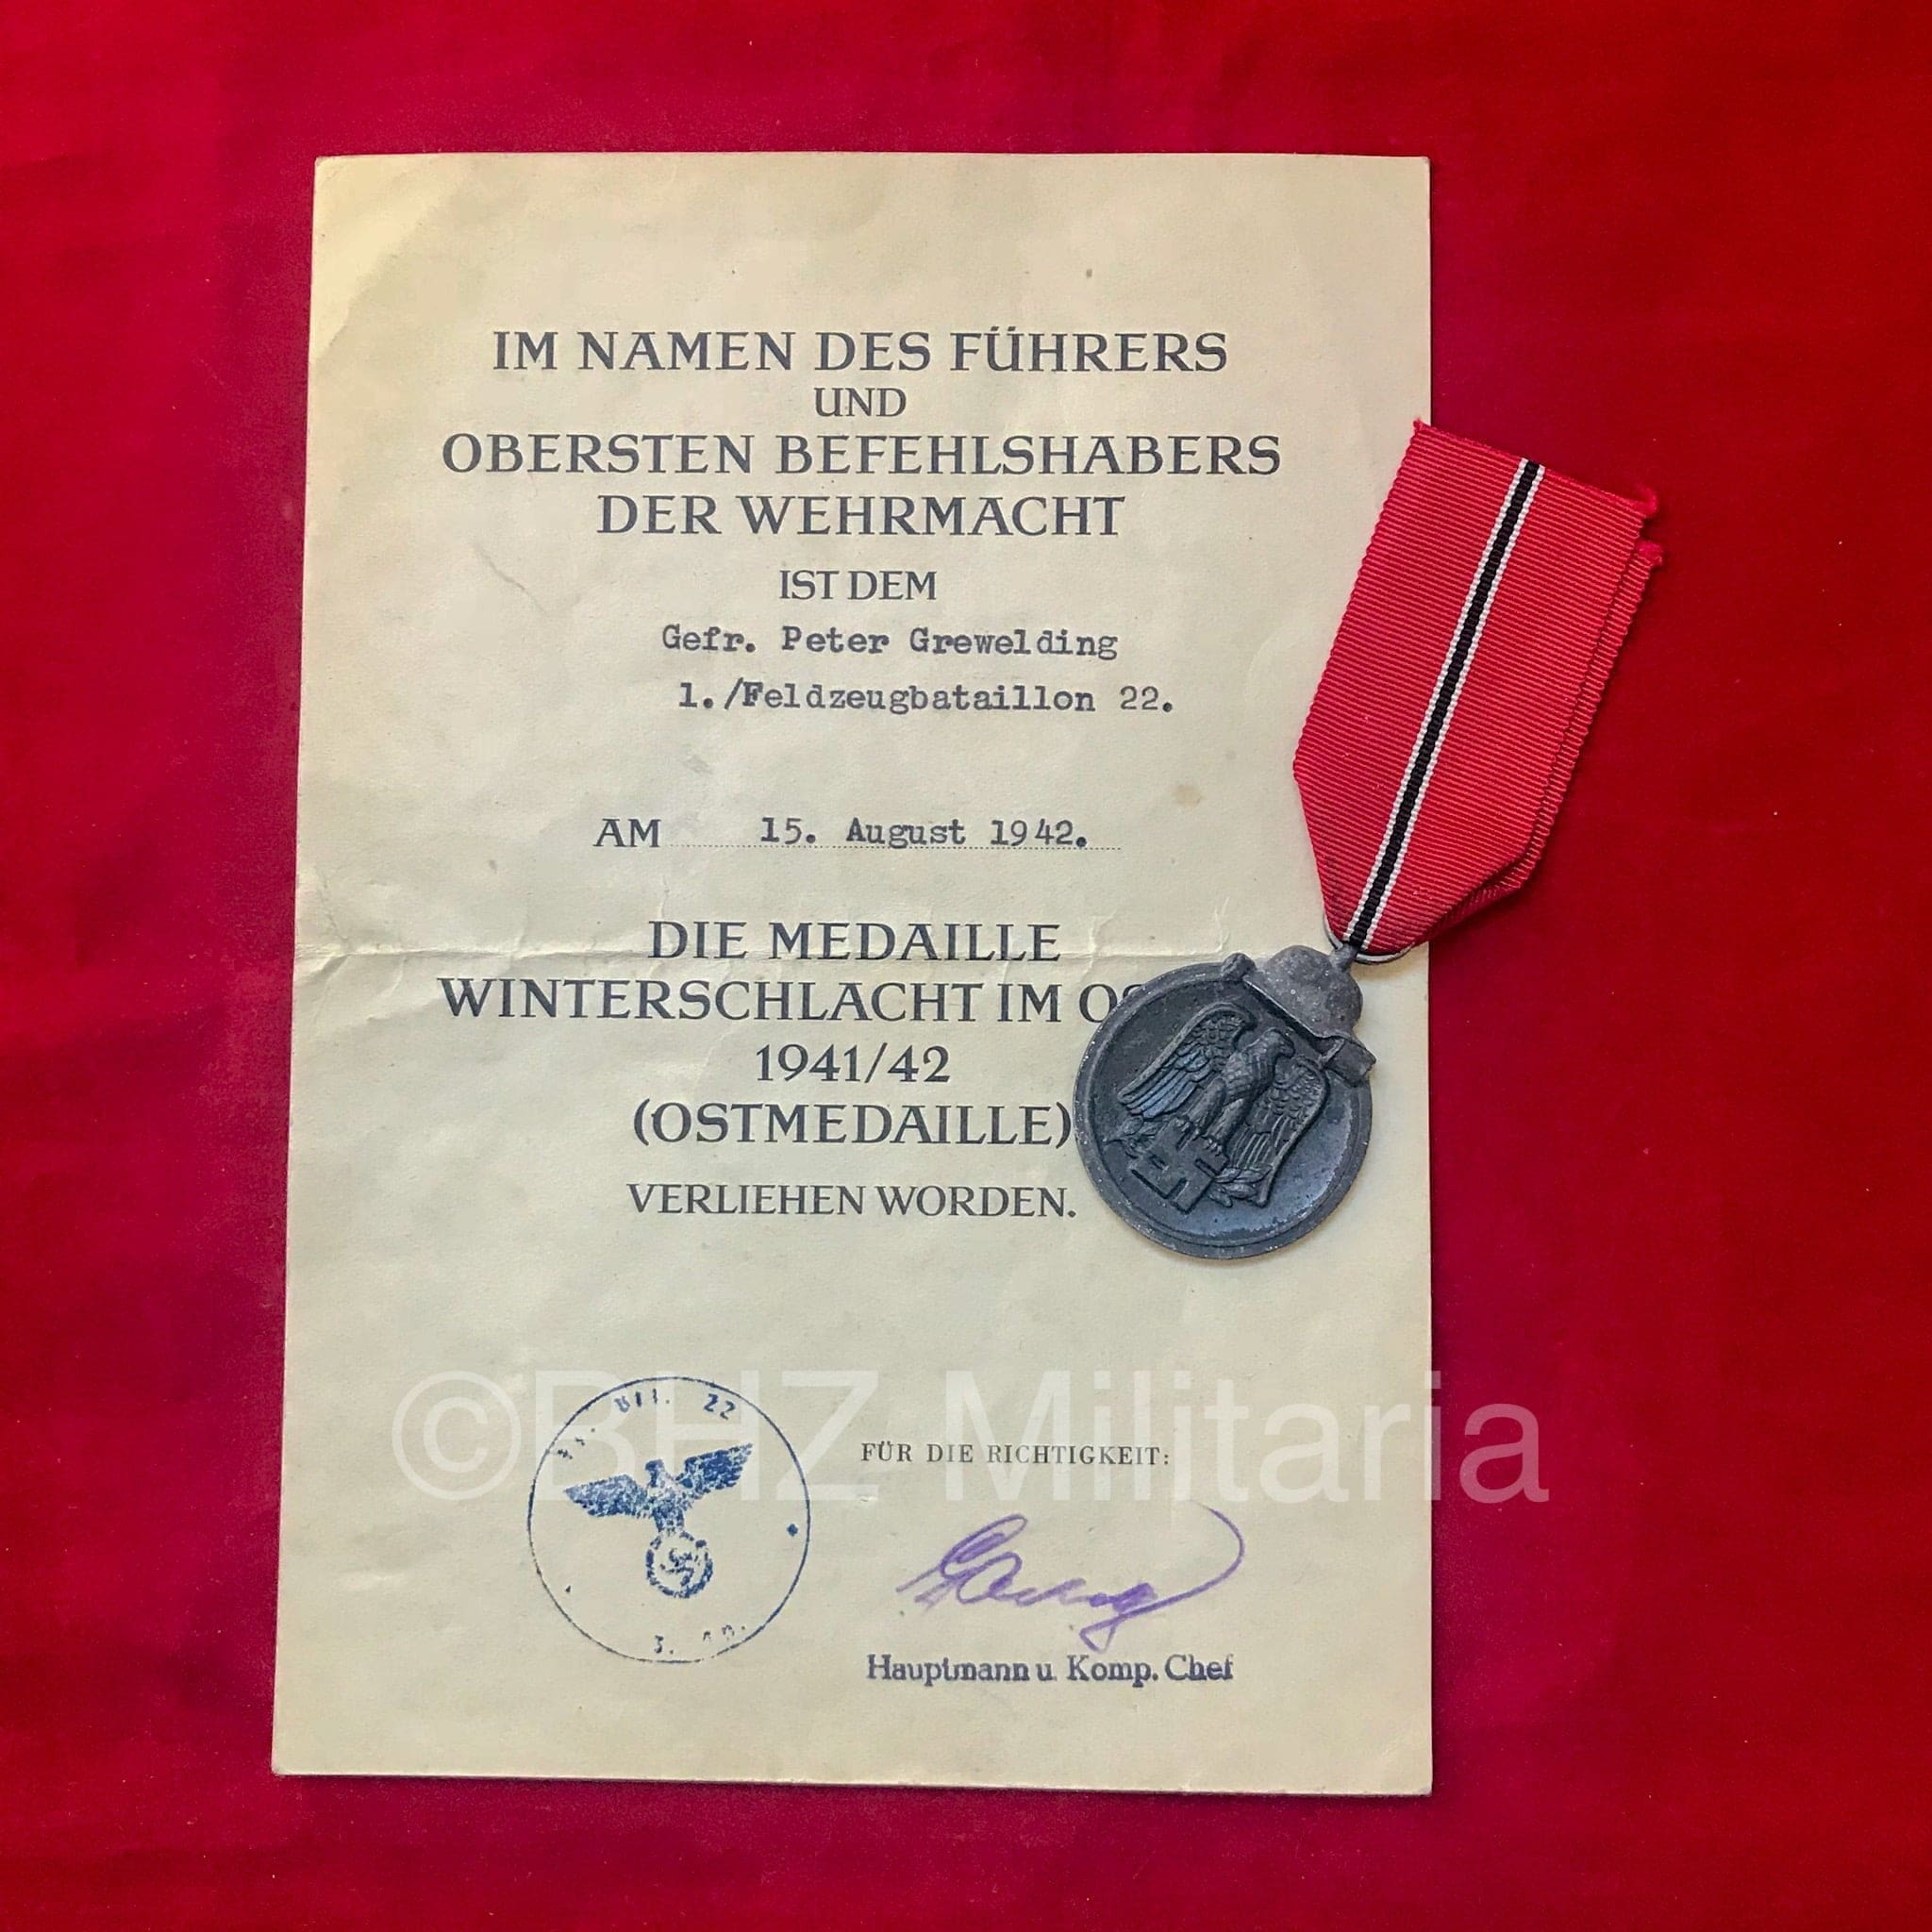 IM NAMEN DES FÜHRERS
UND
OBERSTEN BEFEHLSHABERS
DER WEHRMACHT
IST DEM
Gefr. Peter Grewelding
1./Feldzeugbataillon 22.
AM 15. August 1942.
DIE MEDAILLE
WINTERSCHLACHT IM
1941/42
(OSTMEDAILLE)
VERLIEHEN WORDEN.
©BHZ Militaria
22
3.
FÜR DIE RICHTIGKEIT:
Hauptmann u. Komp. Chef